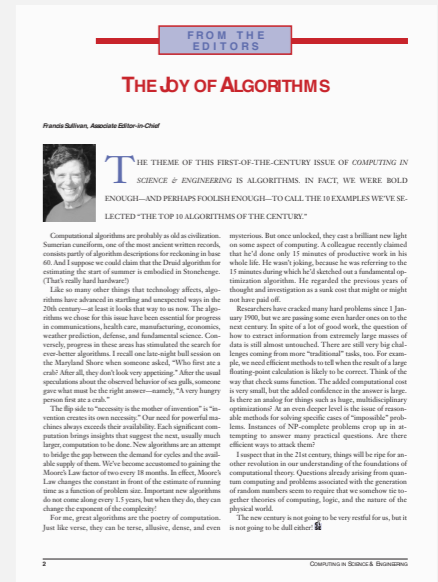 FROM THE
EDITORS
THE JOY OF ALGORITHMS
Francis Sullivan, Associate Editor-in-Chief
THE THEME OF THIS FIRST-OF-THE-CENTURY ISSUE OF COMPUTING IN
SCIENCE & ENGINEERING IS ALGORITHMS. IN FACT, WE WERE BOLD
ENOUGH—AND PERHAPS FOOLISH ENOUGH—TO CALL THE 10 EXAMPLES WE'VE SE-
LECTED "THE TOP 10 ALGORITHMS OF THE CENTURY."
Computational algorithms are probably as old as civilization.
Sumerian cuneiform, one of the most ancient written records,
consists partly of algorithm descriptions for reckoning in base
60. And I suppose we could claim that the Druid algorithm for
estimating the start of summer is embodied in Stonehenge.
(That's really hard hardware!)
Like so many other things that technology affects, algo-
rithms have advanced in startling and unexpected ways in the
20th century—at least it looks that way to us now. The algo-
rithms we chose for this issue have been essential for progress
in communications, health care, manufacturing, economics,
weather prediction, defense, and fundamental science. Con-
versely, progress in these areas has stimulated the search for
ever-better algorithms. I recall one late-night bull session on
the Maryland Shore when someone asked, "Who first ate a
crab? After all, they don't look very appetizing." After the usual
speculations about the observed behavior of sea gulls, someone
gave what must be the right answer—namely, "A very hungry
person first ate a crab."
The flip side to "necessity is the mother of invention" is "in-
vention creates its own necessity." Our need for powerful ma-
chines always exceeds their availability. Each significant com-
putation brings insights that suggest the next, usually much
larger, computation to be done. New algorithms are an attempt
to bridge the gap between the demand for cycles and the avail-
able supply of them. We've become accustomed to gaining the
Moore's Law factor of two every 18 months. In effect, Moore's
Law changes the constant in front of the estimate of running
time as a function of problem size. Important new algorithms
do not come along every 1.5 years, but when they do, they can
change the exponent of the complexity!
For me, great algorithms are the poetry of computation.
Just like verse, they can be terse, allusive, dense, and even
mysterious. But once unlocked, they cast a brilliant new light
on some aspect of computing. A colleague recently claimed
that he'd done only 15 minutes of productive work in his
whole life. He wasn't joking, because he was referring to the
15 minutes during which he'd sketched out a fundamental op-
timization algorithm. He regarded the previous years of
thought and investigation as a sunk cost that might or might
not have paid off.
Researchers have cracked many hard problems since 1 Jan-
uary 1900, but we are passing some even harder ones on to the
next century. In spite of a lot of good work, the question of
how to extract information from extremely large masses of
data is still almost untouched. There are still very big chal-
lenges coming from more "traditional" tasks, too. For exam-
ple, we need efficient methods to tell when the result of a large
floating-point calculation is likely to be correct. Think of the
way that check sums function. The added computational cost
is very small, but the added confidence in the answer is large.
Is there an analog for things such as huge, multidisciplinary
optimizations? At an even deeper level is the issue of reason-
able methods for solving specific cases of "impossible" prob-
lems. Instances of NP-complete problems crop up in at-
tempting to answer many practical questions. Are there
efficient ways to attack them?
I suspect that in the 21st century, things will be ripe for an-
other revolution in our understanding of the foundations of
computational theory. Questions already arising from quan-
tum computing and problems associated with the generation
of random numbers seem to require that we somehow tie to-
gether theories of computing, logic, and the nature of the
physical world.
The new century is not going to be very restful for us, but it
is not going to be dull either!
2
COMPUTING IN SCIENCE & ENGINEERING